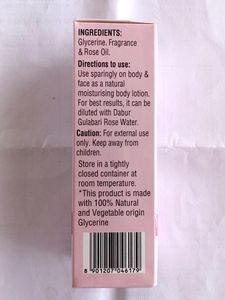 INGREDIENTS:
Glycerine. Fragrance
& Rose Oil.
Directions to use:
Use sparingly on body &
face as a natural
moisturising body lotion.
For best results, it can be
diluted with Dabur
Gulabari Rose Water.
Caution: For external use
only. Keep away from
children.
Store in a tightly
closed container at
room temperature.
*This product is made
with 100% Natural
and Vegetable origin
Glycerine
8 901207 046179